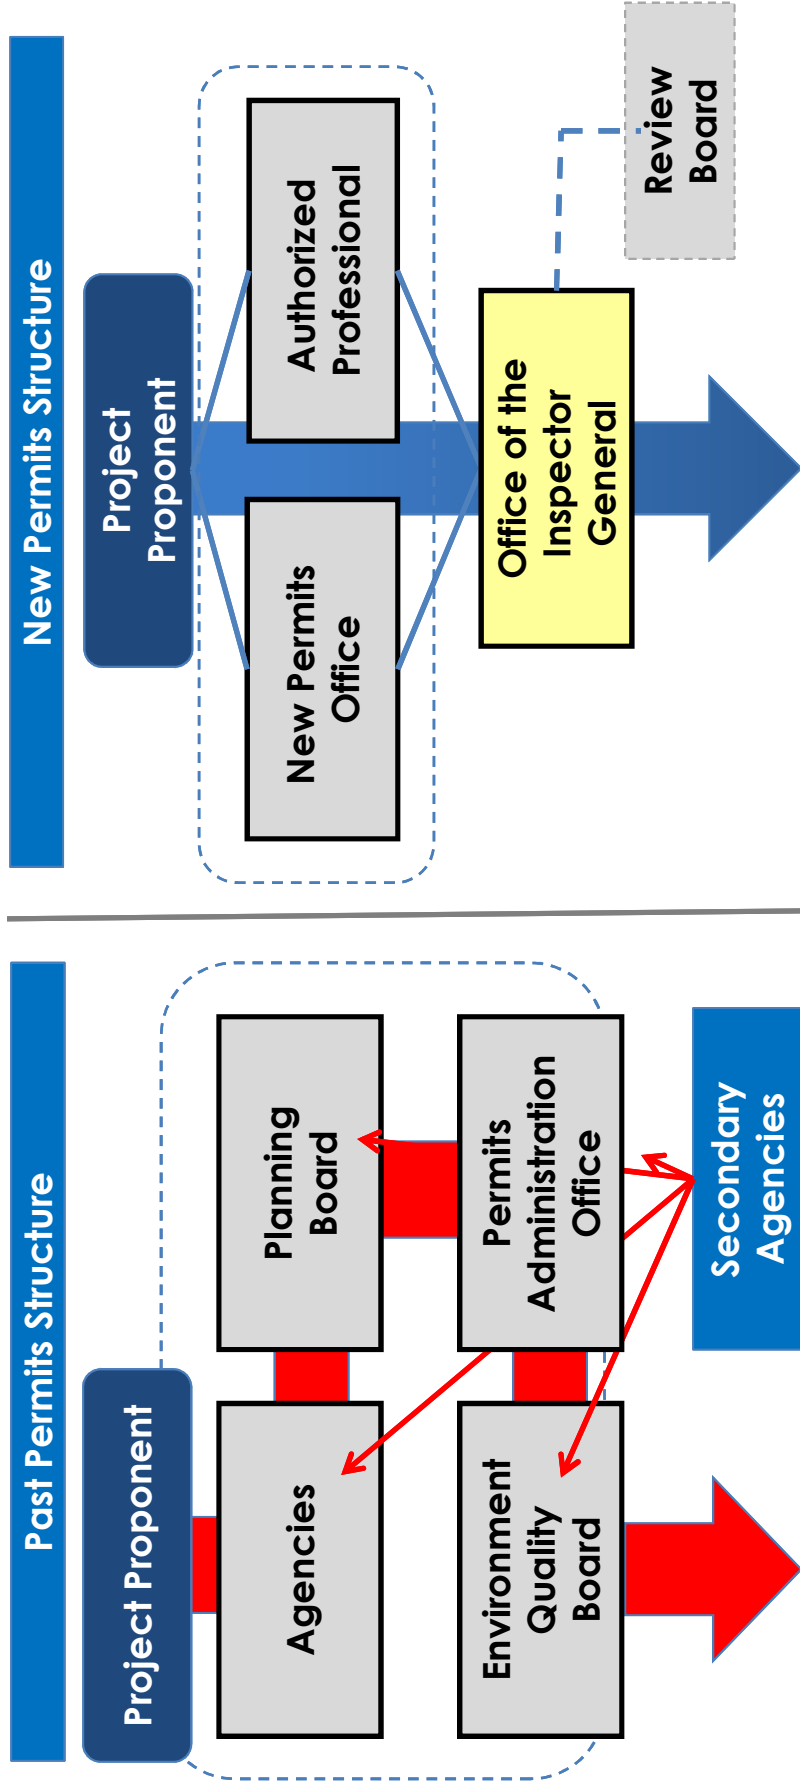 Past Permits Structure
Project Proponent
Agencies
Planning
Board
Environment
Quality
Board
Permits
Administration
Office
Secondary
Agencies
New Permits Structure
Project
Proponent
New Permits
Office
Authorized
Professional
Office of the
Inspector
General
Review
Board